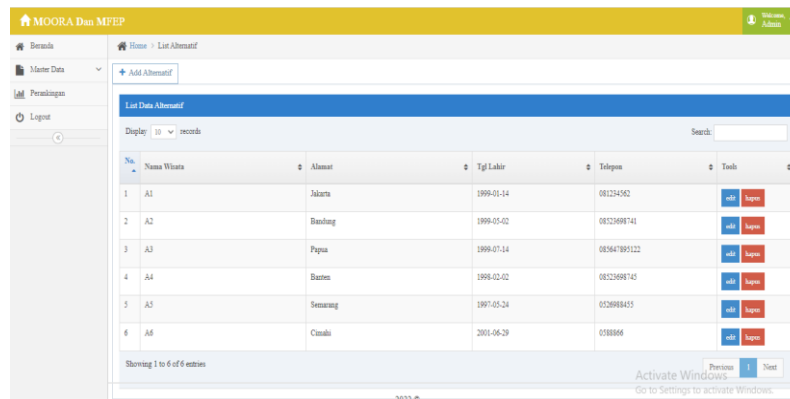 MOORA Dan MFEP
Welcome,
Admin
Beranda
Master Data
Perankingan
Logout
Home > List Alternatif
+ Add Alternatif
List Data Alternatif
Display 10 records
Search:
No. Nama Wisata Alamat Tgl Lahir Telepon Tools
1 A1 Jakarta 1999-01-14 081234562 edit hapus
2 A2 Bandung 1999-05-02 08523698741 edit hapus
3 A3 Papua 1999-07-14 085647895122 edit hapus
4 A4 Banten 1998-02-02 08523698745 edit hapus
5 A5 Semarang 1997-05-24 0526988455 edit hapus
6 A6 Cimahi 2001-06-29 0588866 edit hapus
Showing 1 to 6 of 6 entries
Previous 1 Next
Activate Windows
Go to Settings to activate Windows.